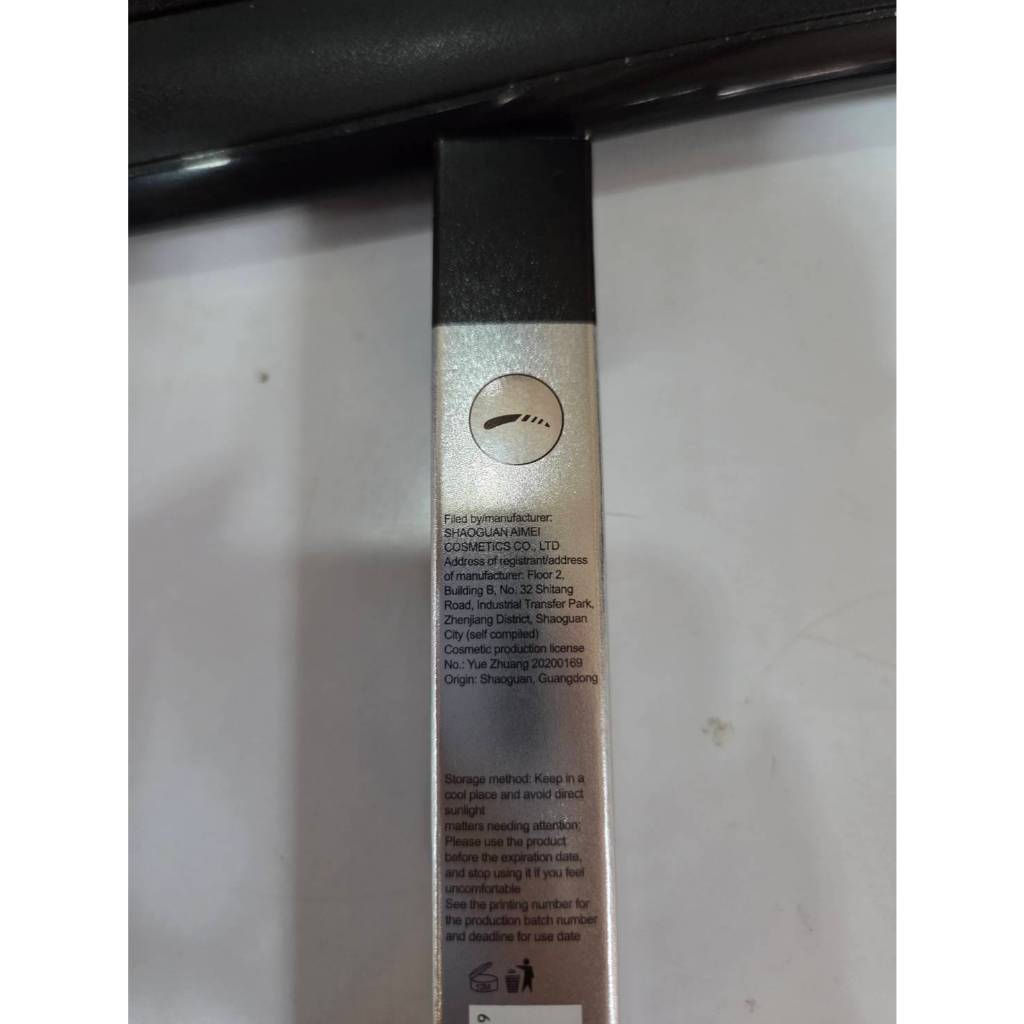 Filed by/manufacturer:
SHAOGUAN AIMEI
COSMETICS CO., LTD
Address of registrant/address
of manufacturer: Floor 2,
Building B, No. 32 Shitang
Road, Industrial Transfer Park,
Zhenjiang District, Shaoguan
City (self compiled)
Cosmetic production license
No.: Yue Zhuang 20200169
Origin: Shaoguan, Guangdong
Storage method: Keep in a
cool place and avoid direct
sunlight
matters needing attention:
Please use the product
before the expiration date,
and stop using it if you feel
uncomfortable
See the printing number for
the production batch number
and deadline for use date
12M
9